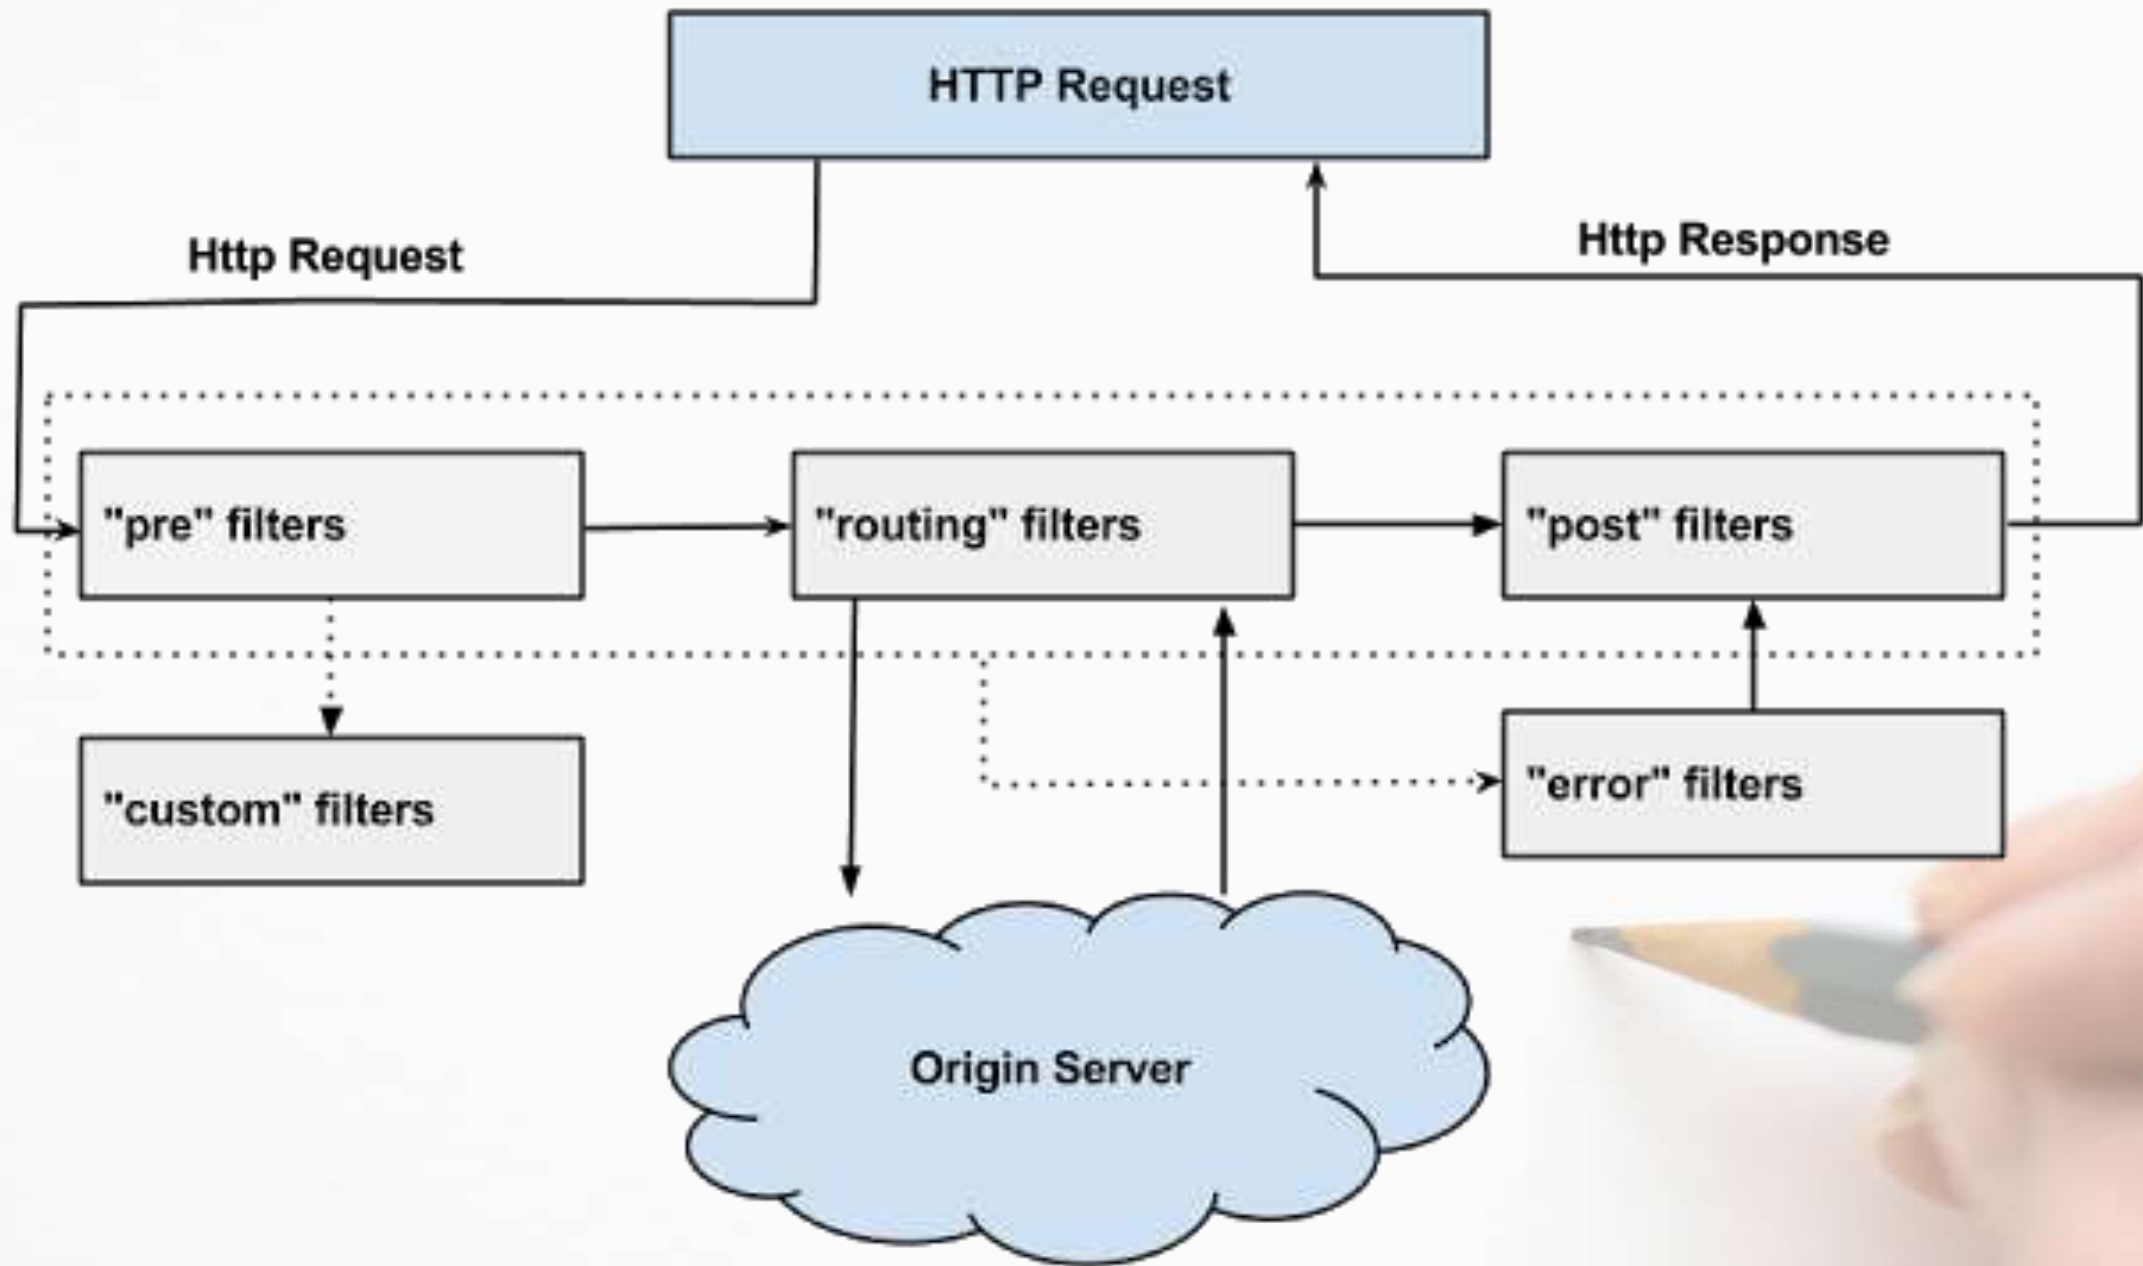 HTTP Request
Http Request
Http Response
"pre" filters
"routing" filters
"post" filters
"custom" filters
"error" filters
Origin Server